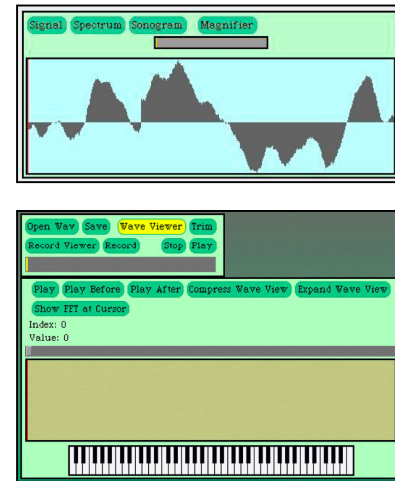 Signal Spectrum Sonogram Magnifier
Open Wav Save Wave Viewer Trim
Record Viewer Record Stop Play
Play Play Before Play After Compress Wave View Expand Wave View
Show FFT at Cursor
Index: 0
Value: 0